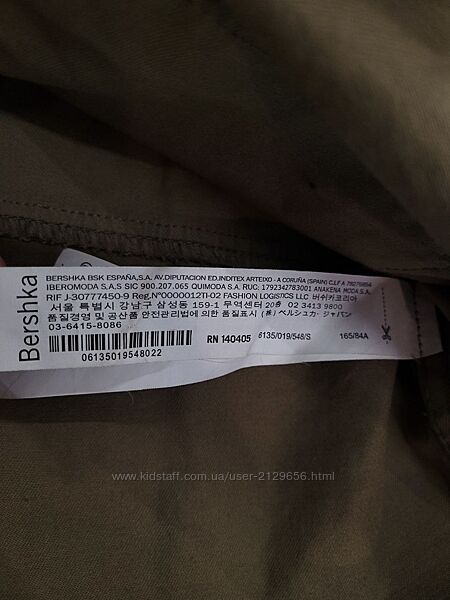 Bershka
BERSHKA BSK ESPAÑA,S.A. AV.DIPUTACION ED.INDITEX ARTEIXO - A CORUÑA (SPAIN) C.I.F A 78276854
IBEROMODA S.A.S SIC 900.207.065 QUIMODA S.A. RUC: 1792342783001 ANAKENA MODA S.A.
RIF J-30777450-9 Reg.Nº0000012TI-02 FASHION LOGISTICS LLC 버쉬카코리아
서울 특별시 강남구 삼성동 159-1 무역센터 20층 02 3413 9800
품질경영 및 공산품 안전관리법에 의한 품질표시 (株) ベルシュカ・ジャパン
03-6415-8086
06135019548022
RN 140405 6135/019/548/S 165/84A
www.kidstaff.com.ua/user-2129656.html